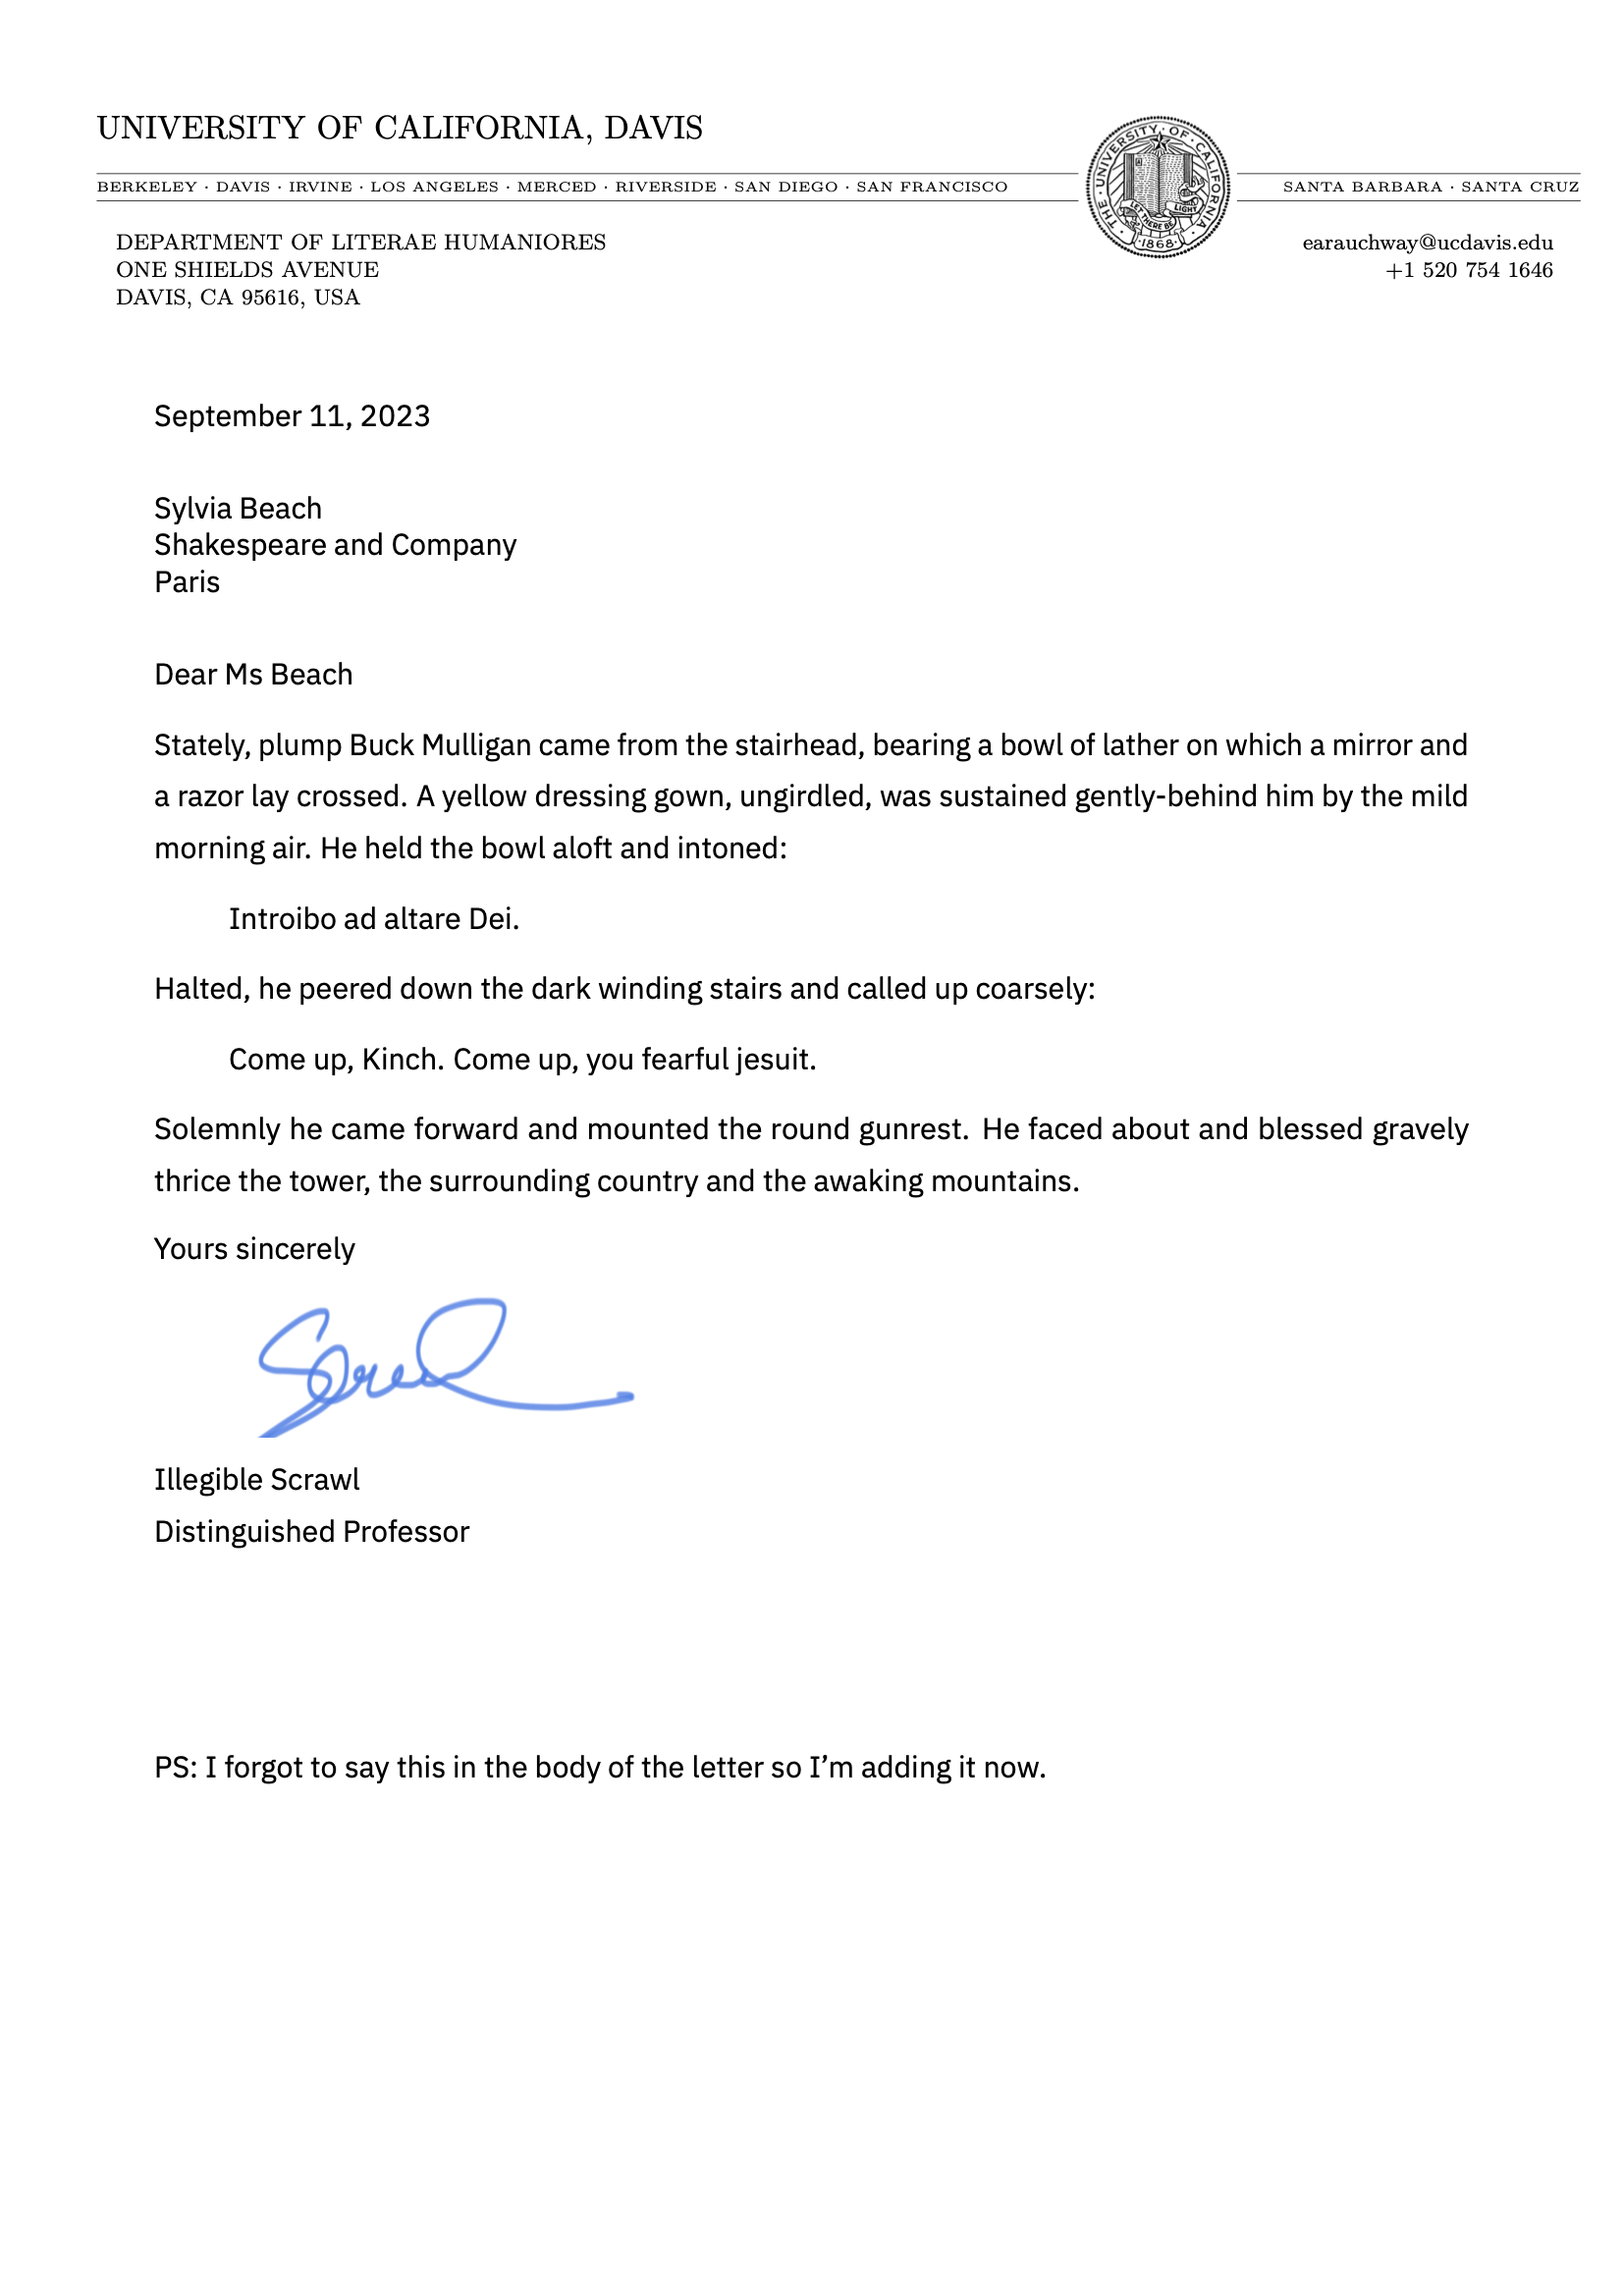 UNIVERSITY OF CALIFORNIA, DAVIS
BERKELEY · DAVIS · IRVINE · LOS ANGELES · MERCED · RIVERSIDE · SAN DIEGO · SAN FRANCISCO
SANTA BARBARA · SANTA CRUZ
THE · UNIVERSITY · OF · CALIFORNIA
LET THERE BE LIGHT
·1868·
DEPARTMENT OF LITERAE HUMANIORES
ONE SHIELDS AVENUE
DAVIS, CA 95616, USA
earauchway@ucdavis.edu
+1 520 754 1646
September 11, 2023
Sylvia Beach
Shakespeare and Company
Paris
Dear Ms Beach
Stately, plump Buck Mulligan came from the stairhead, bearing a bowl of lather on which a mirror and
a razor lay crossed. A yellow dressing gown, ungirdled, was sustained gently-behind him by the mild
morning air. He held the bowl aloft and intoned:
Introibo ad altare Dei.
Halted, he peered down the dark winding stairs and called up coarsely:
Come up, Kinch. Come up, you fearful jesuit.
Solemnly he came forward and mounted the round gunrest. He faced about and blessed gravely
thrice the tower, the surrounding country and the awaking mountains.
Yours sincerely
Illegible Scrawl
Distinguished Professor
PS: I forgot to say this in the body of the letter so I’m adding it now.